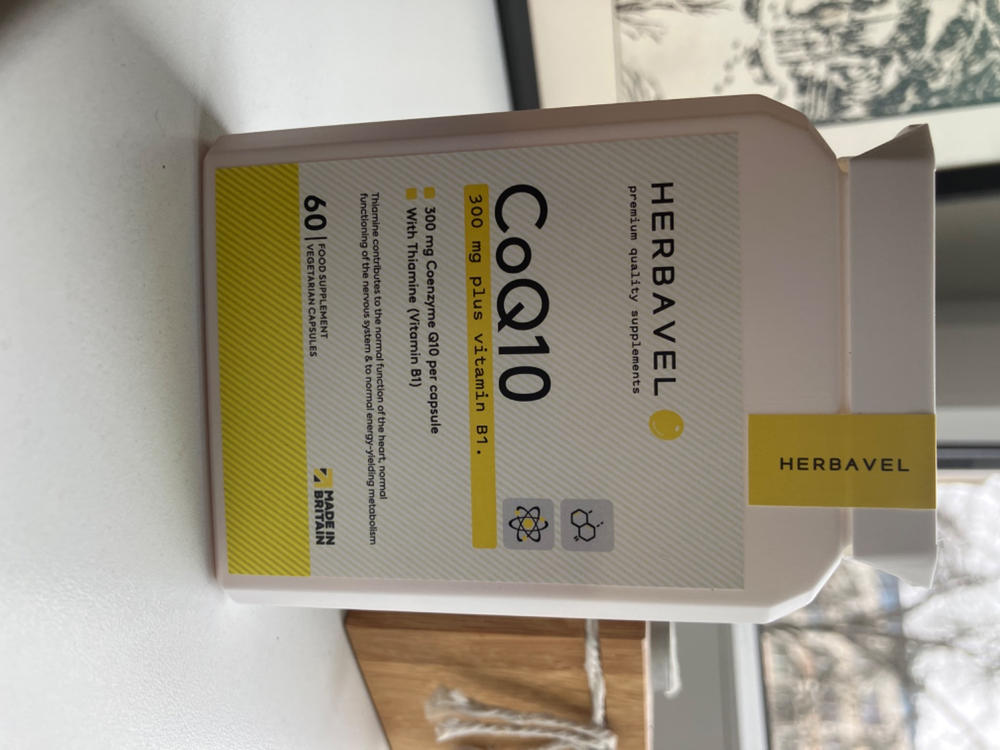 HERBAVEL
HERBAVEL
premium quality supplements
CoQ10
300 mg plus vitamin B1.
300 mg Coenzyme Q10 per capsule
With Thiamine (Vitamin B1)
Thiamine contributes to the normal function of the heart, normal
functioning of the nervous system & to normal energy-yielding metabolism
60 | FOOD SUPPLEMENT
VEGETARIAN CAPSULES
MADE IN
BRITAIN